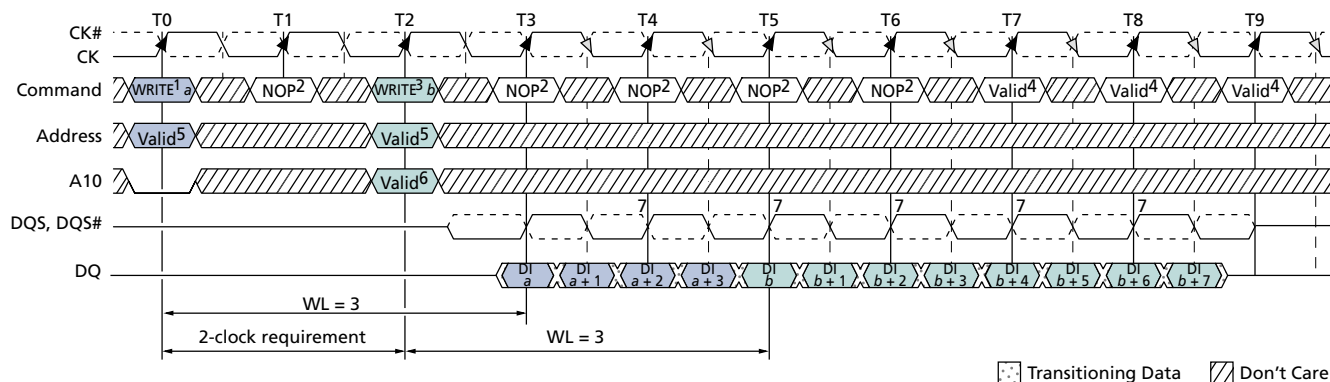 T0 T1 T2 T3 T4 T5 T6 T7 T8 T9
CK#
CK
Command WRITE1 a NOP2 WRITE3 b NOP2 NOP2 NOP2 NOP2 Valid4 Valid4 Valid4
Address Valid5 Valid5
A10 Valid6
7 7 7 7 7
DQS, DQS#
DQ DI a DI a + 1 DI a + 2 DI a + 3 DI b DI b + 1 DI b + 2 DI b + 3 DI b + 4 DI b + 5 DI b + 6 DI b + 7
WL = 3
2-clock requirement WL = 3
Transitioning Data Don't Care